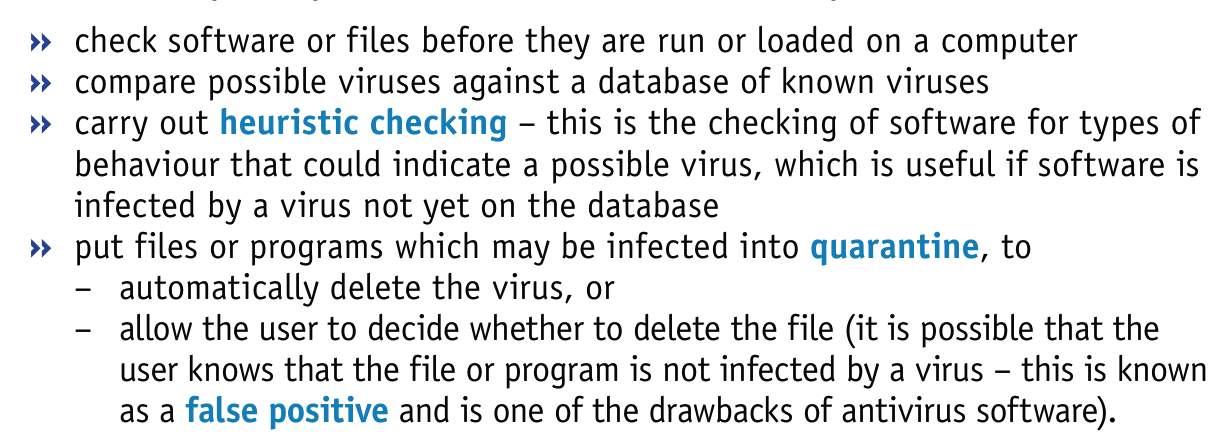 » check software or files before they are run or loaded on a computer
» compare possible viruses against a database of known viruses
» carry out heuristic checking – this is the checking of software for types of
behaviour that could indicate a possible virus, which is useful if software is
infected by a virus not yet on the database
» put files or programs which may be infected into quarantine, to
– automatically delete the virus, or
– allow the user to decide whether to delete the file (it is possible that the
user knows that the file or program is not infected by a virus – this is known
as a false positive and is one of the drawbacks of antivirus software).